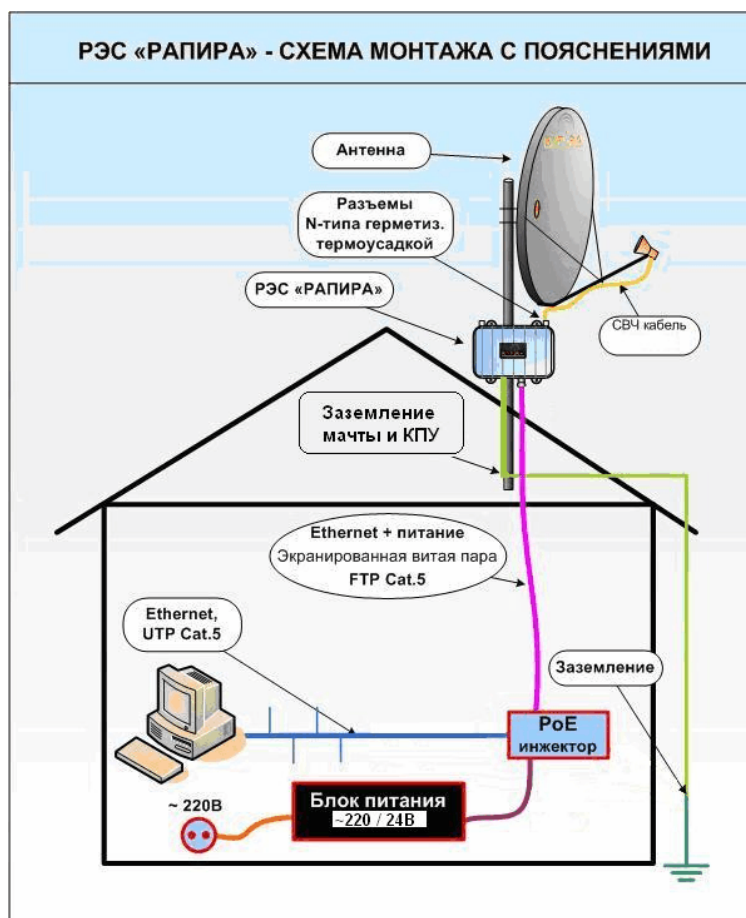 РЭС «РАПИРА» - СХЕМА МОНТАЖА С ПОЯСНЕНИЯМИ
Антенна
Разъемы
N-типа герметиз.
термоусадкой
РЭС «РАПИРА»
СВЧ кабель
Заземление
мачты и КПУ
Ethernet + питание
Экранированная витая пара
FTP Cat.5
Ethernet,
UTP Cat.5
Заземление
PoE
инжектор
~ 220В
Блок питания
~220 / 24В